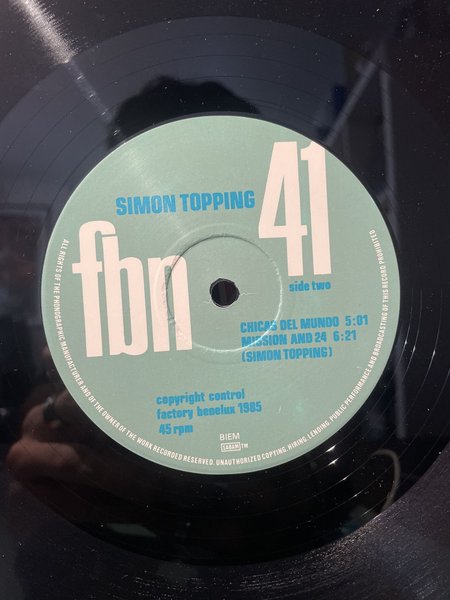 SIMON TOPPING
fbn 41
side two
CHICAS DEL MUNDO 5:01
MISSION AND 24 6:21
(SIMON TOPPING)
copyright control
factory benelux 1985
45 rpm
BIEM
SABAM TM
ALL RIGHTS OF THE PHONOGRAPHIC MANUFACTURER AND OF THE OWNER OF THE WORK RECORDED RESERVED. UNAUTHORIZED COPYING, HIRING, LENDING, PUBLIC PERFORMANCE AND BROADCASTING OF THIS RECORD PROHIBITED